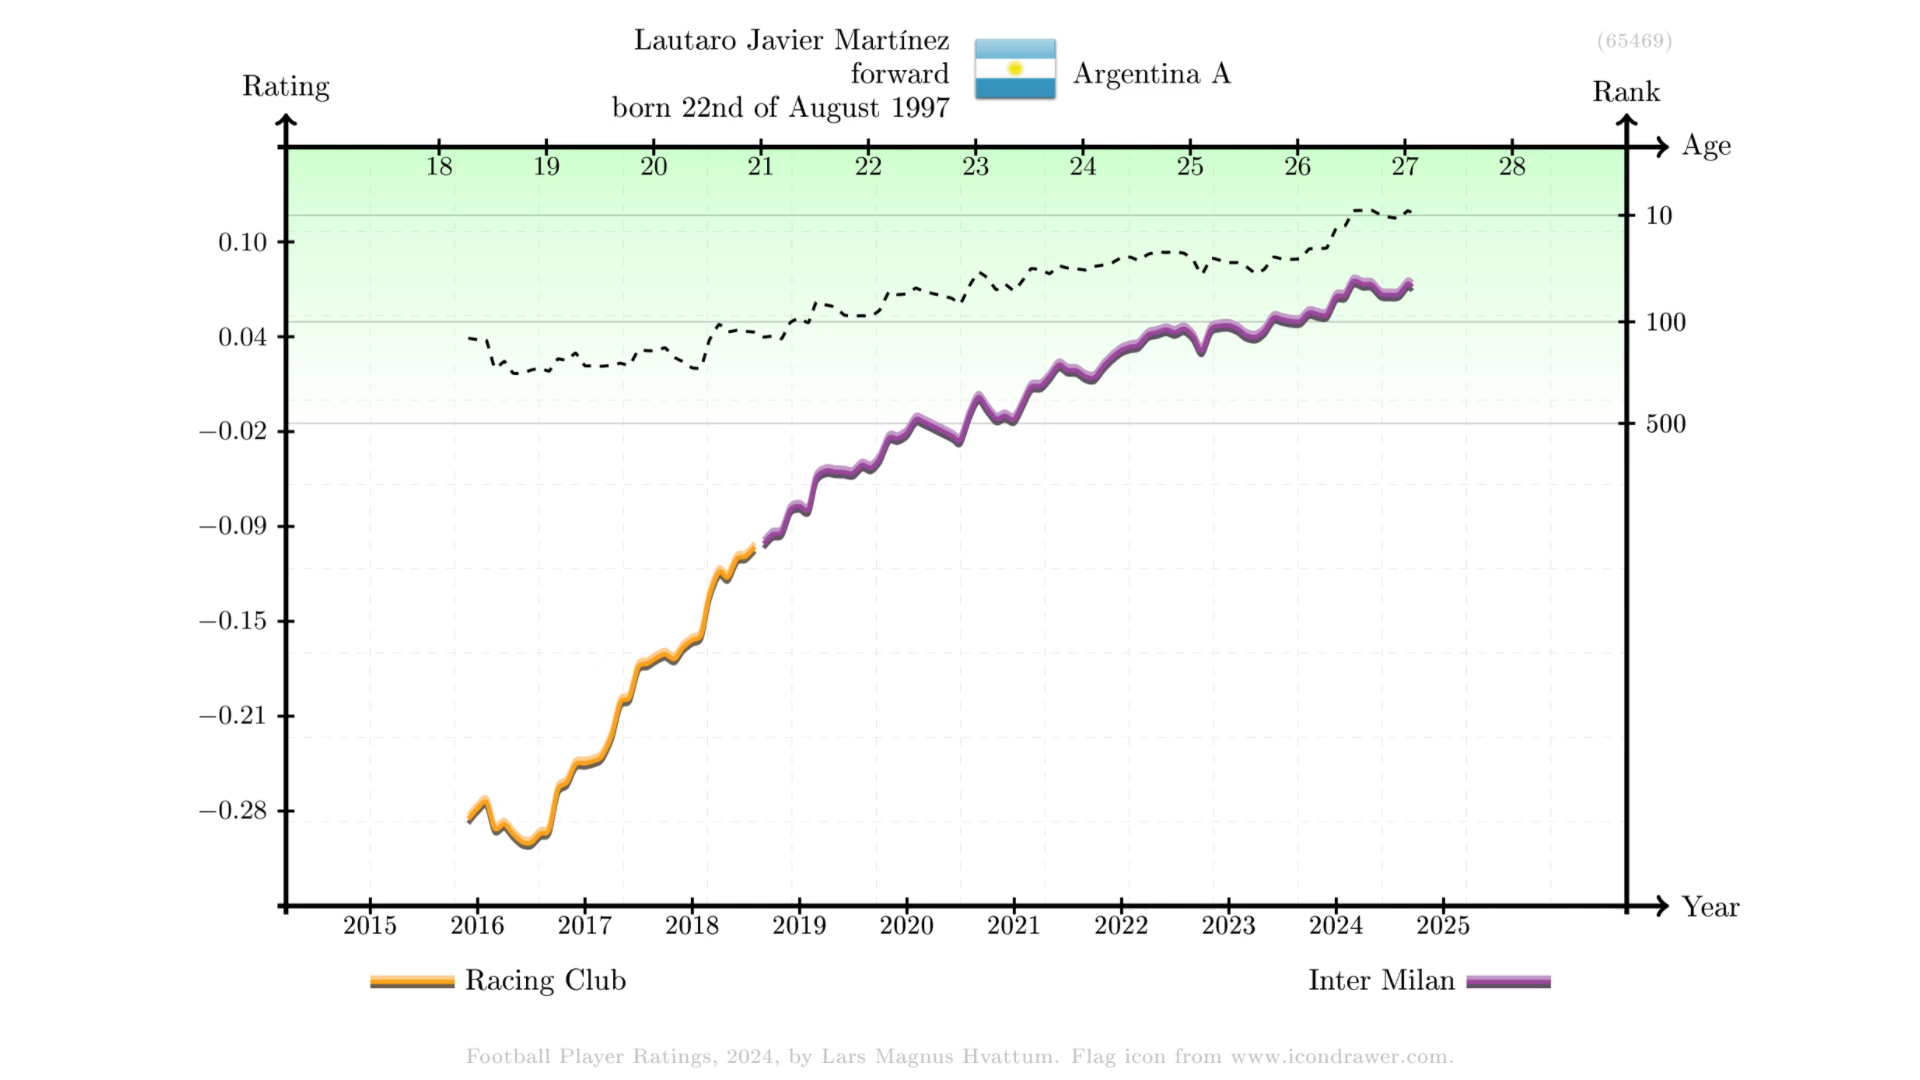 Lautaro Javier Martínez
forward
born 22nd of August 1997
Argentina A
(65469)
Rating
Rank
Age
18 19 20 21 22 23 24 25 26 27 28
10
0.10
100
0.04
500
−0.02
−0.09
−0.15
−0.21
−0.28
Year
2015 2016 2017 2018 2019 2020 2021 2022 2023 2024 2025
Racing Club
Inter Milan
Football Player Ratings, 2024, by Lars Magnus Hvattum. Flag icon from www.icondrawer.com.